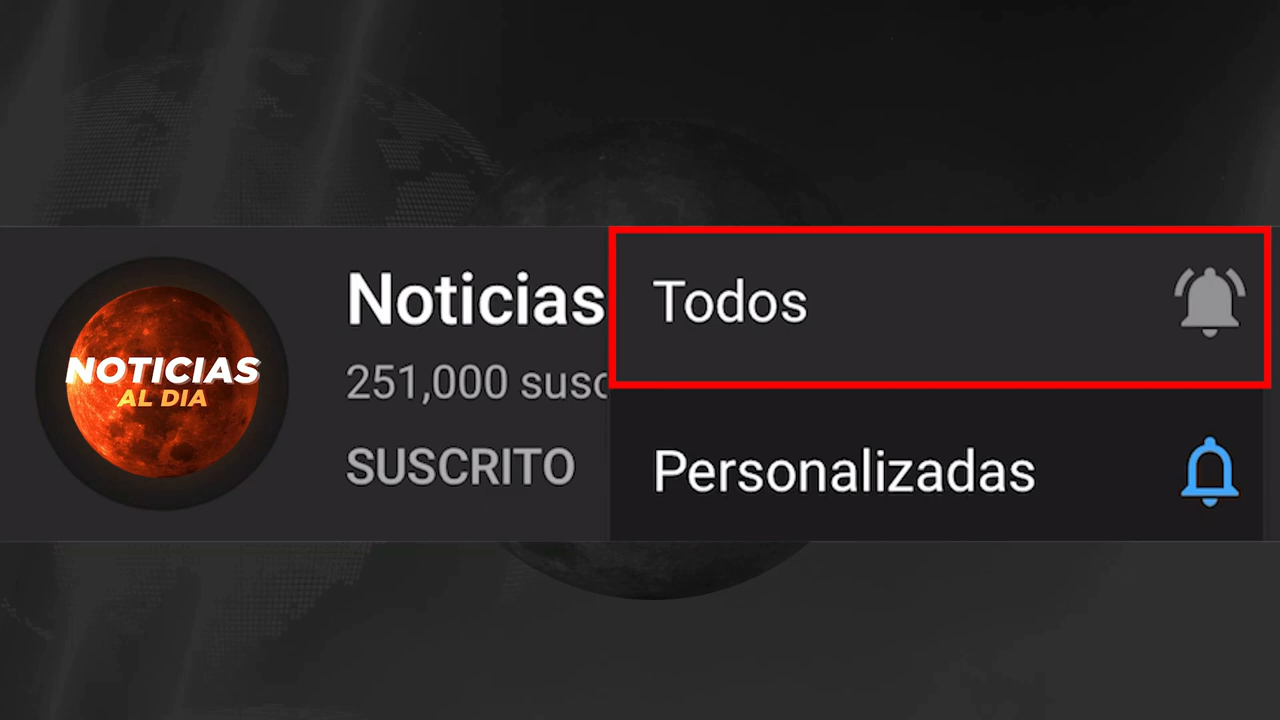 NOTICIAS
AL DIA
Noticias
251,000 susc
SUSCRITO
Todos
Personalizadas